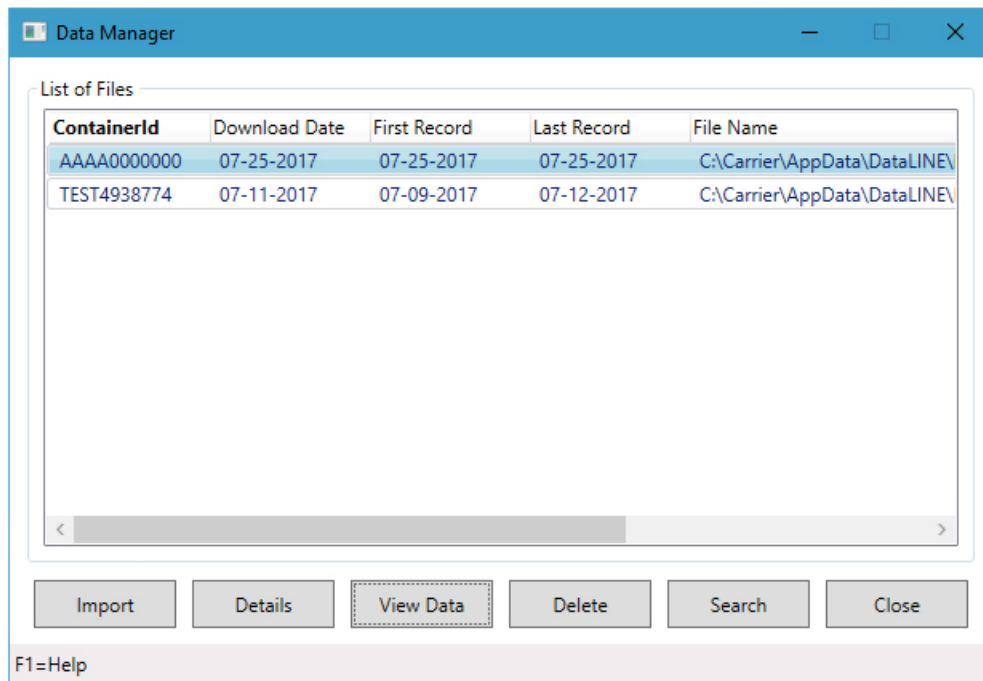 Data Manager
List of Files
ContainerId Download Date First Record Last Record File Name
AAAA0000000 07-25-2017 07-25-2017 07-25-2017 C:\Carrier\AppData\DataLINE\
TEST4938774 07-11-2017 07-09-2017 07-12-2017 C:\Carrier\AppData\DataLINE\
Import Details View Data Delete Search Close
F1=Help